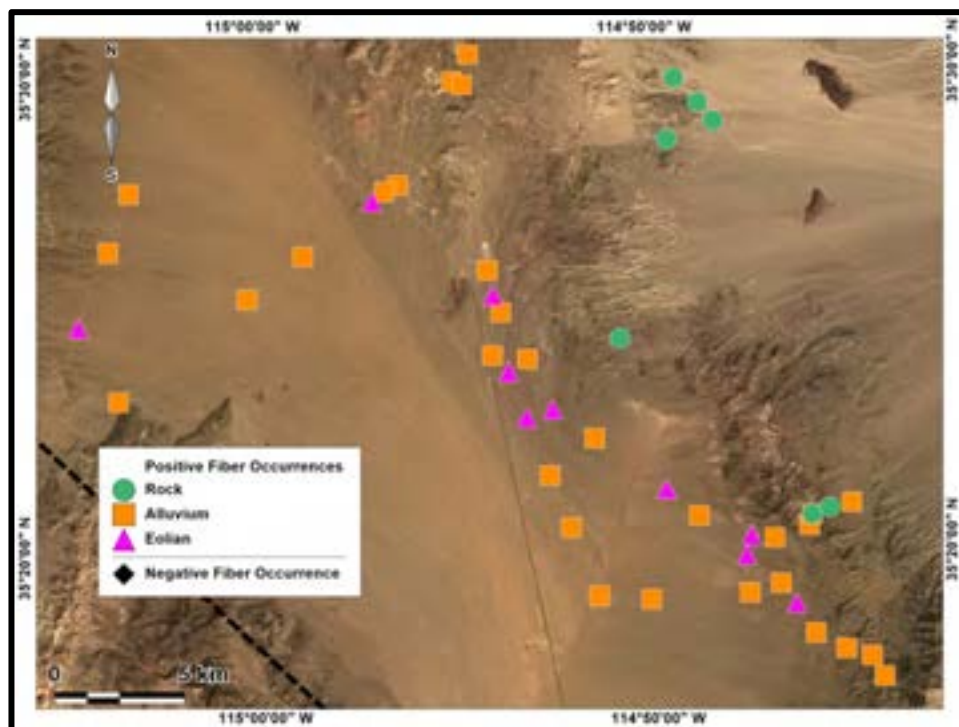 115°00'00" W 114°50'00" W
35°30'00" N
35°30'00" N
N
S
Positive Fiber Occurrences
Rock
Alluvium
Eolian
Negative Fiber Occurrence
35°20'00" N
35°20'00" N
0 5 km
115°00'00" W 114°50'00" W